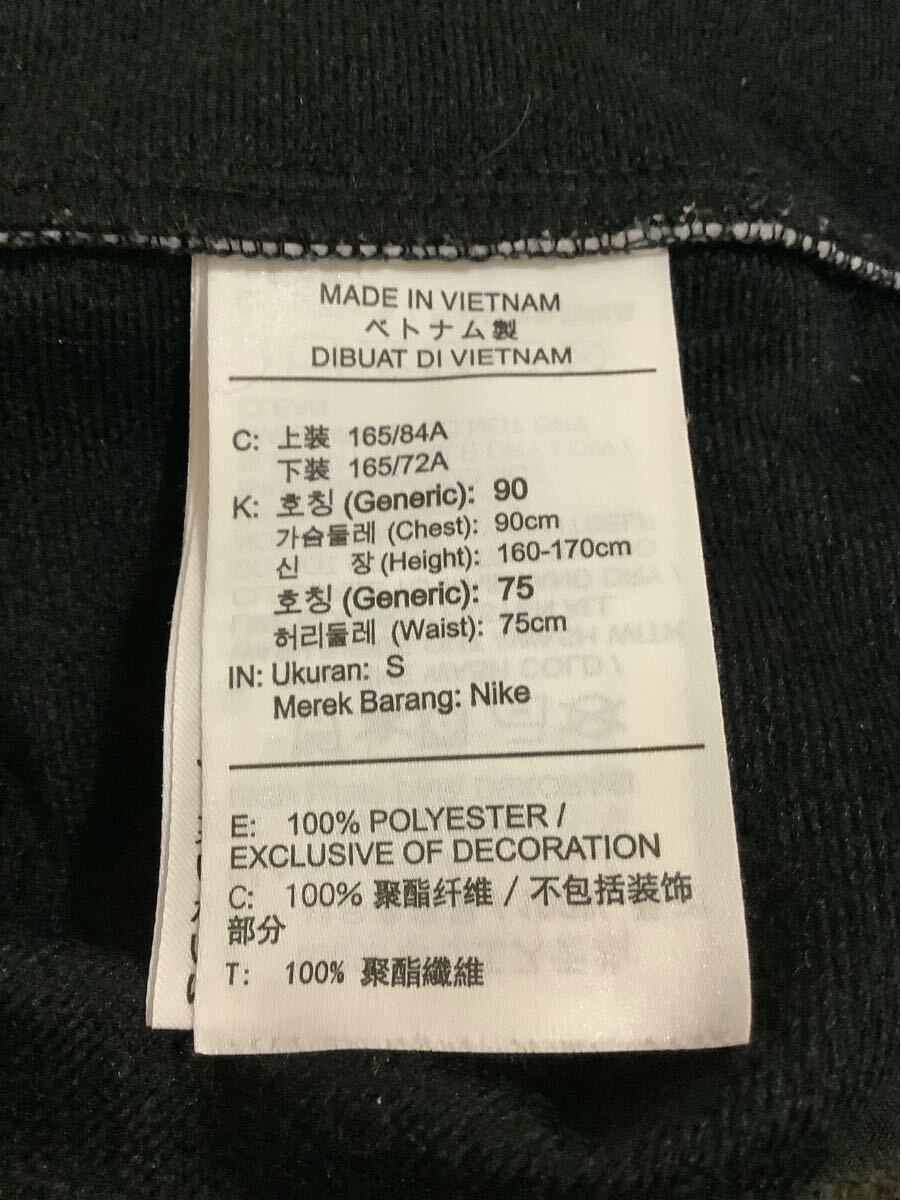 MADE IN VIETNAM
ベトナム製
DIBUAT DI VIETNAM
C: 上装 165/84A
下装 165/72A
K: 호칭 (Generic): 90
가슴둘레 (Chest): 90cm
신 장 (Height): 160-170cm
호칭 (Generic): 75
허리둘레 (Waist): 75cm
IN: Ukuran: S
Merek Barang: Nike
E: 100% POLYESTER /
EXCLUSIVE OF DECORATION
C: 100% 聚酯纤维 / 不包括装饰
部分
T: 100% 聚酯纖維